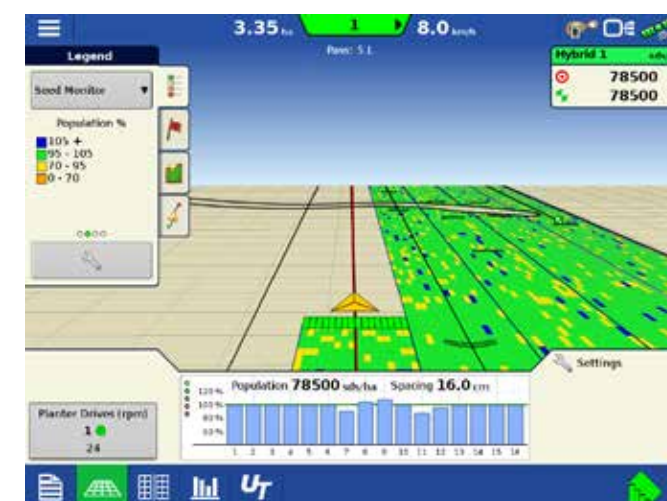 3.35 ha
1
8.0 km/h
Pass: 5.1
Legend
Seed Monitor
Population %
105 +
95 - 105
70 - 95
0 - 70
Hybrid 1 sds
78500
78500
Settings
Population 78500 sds/ha Spacing 16.0 cm
120%
100%
80%
60%
1 2 3 4 5 6 7 8 9 10 11 12 13 14 15 16
Planter Drives (rpm)
1
24
UT